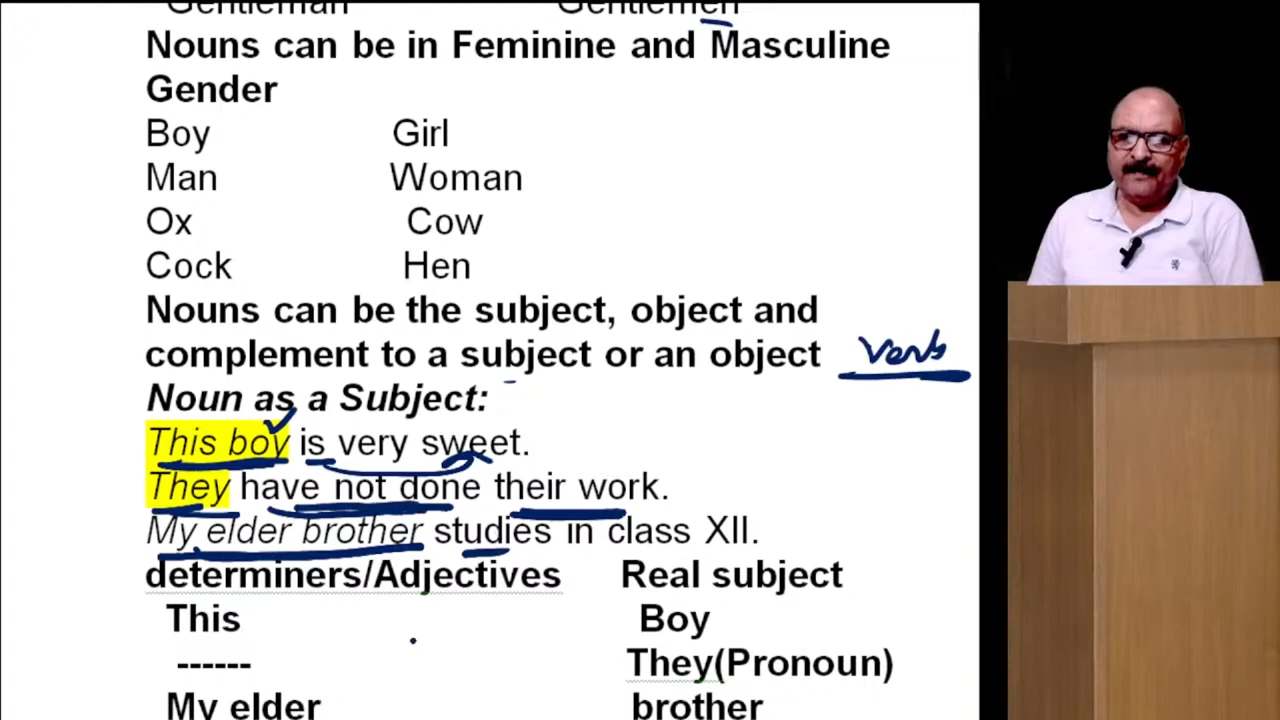 Gentleman Gentlemen
Nouns can be in Feminine and Masculine
Gender
Boy Girl
Man Woman
Ox Cow
Cock Hen
Nouns can be the subject, object and
complement to a subject or an object Verb
Noun as a Subject:
This boy is very sweet.
They have not done their work.
My elder brother studies in class XII.
determiners/Adjectives Real subject
This Boy
------ They(Pronoun)
My elder brother